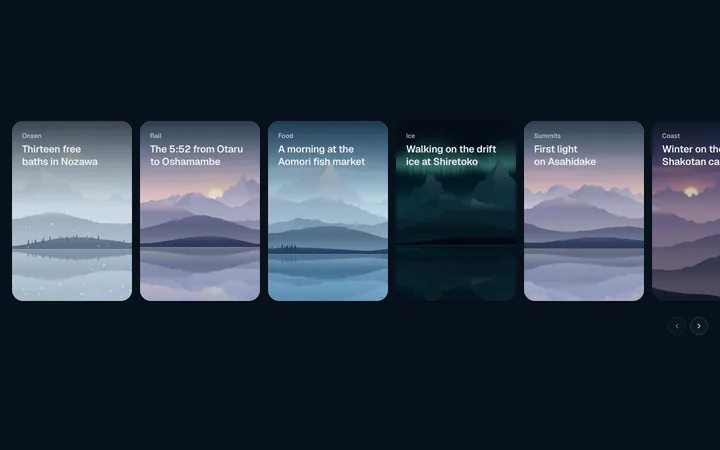 Onsen
Thirteen free
baths in Nozawa
Rail
The 5:52 from Otaru
to Oshamambe
Food
A morning at the
Aomori fish market
Ice
Walking on the drift
ice at Shiretoko
Summits
First light
on Asahidake
Coast
Winter on the
Shakotan